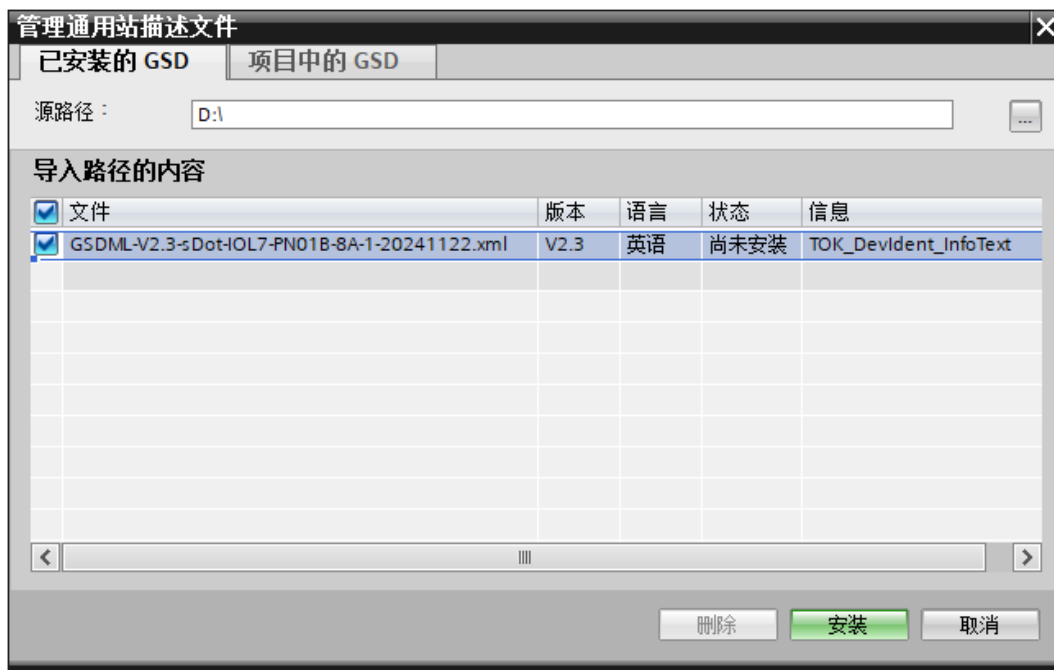 管理通用站描述文件
已安装的 GSD 项目中的 GSD
源路径： D:\ ...
导入路径的内容
文件 版本 语言 状态 信息
GSDML-V2.3-sDot-IOL7-PN01B-8A-1-20241122.xml V2.3 英语 尚未安装 TOK_DevIdent_InfoText
删除 安装 取消